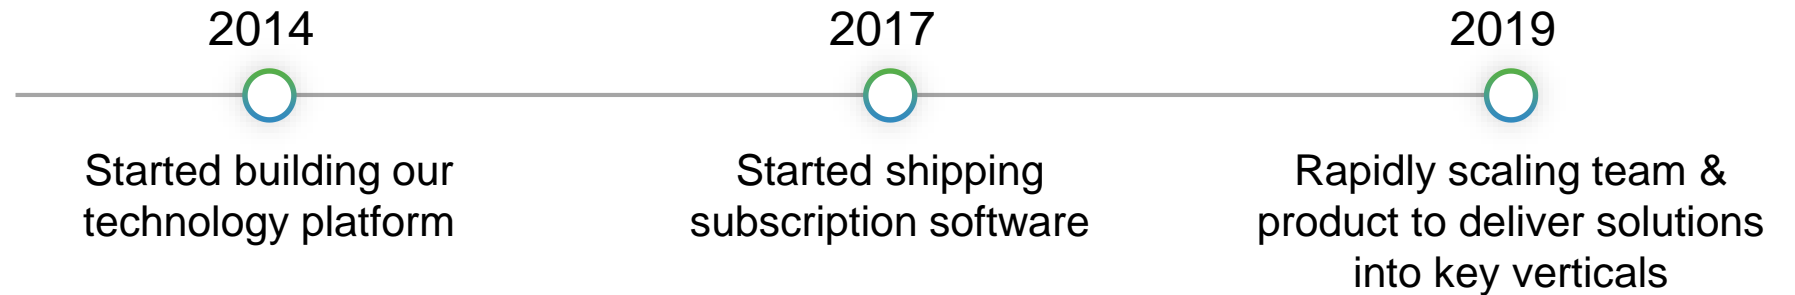 2014
Started building our
technology platform
2017
Started shipping
subscription software
2019
Rapidly scaling team &
product to deliver solutions
into key verticals